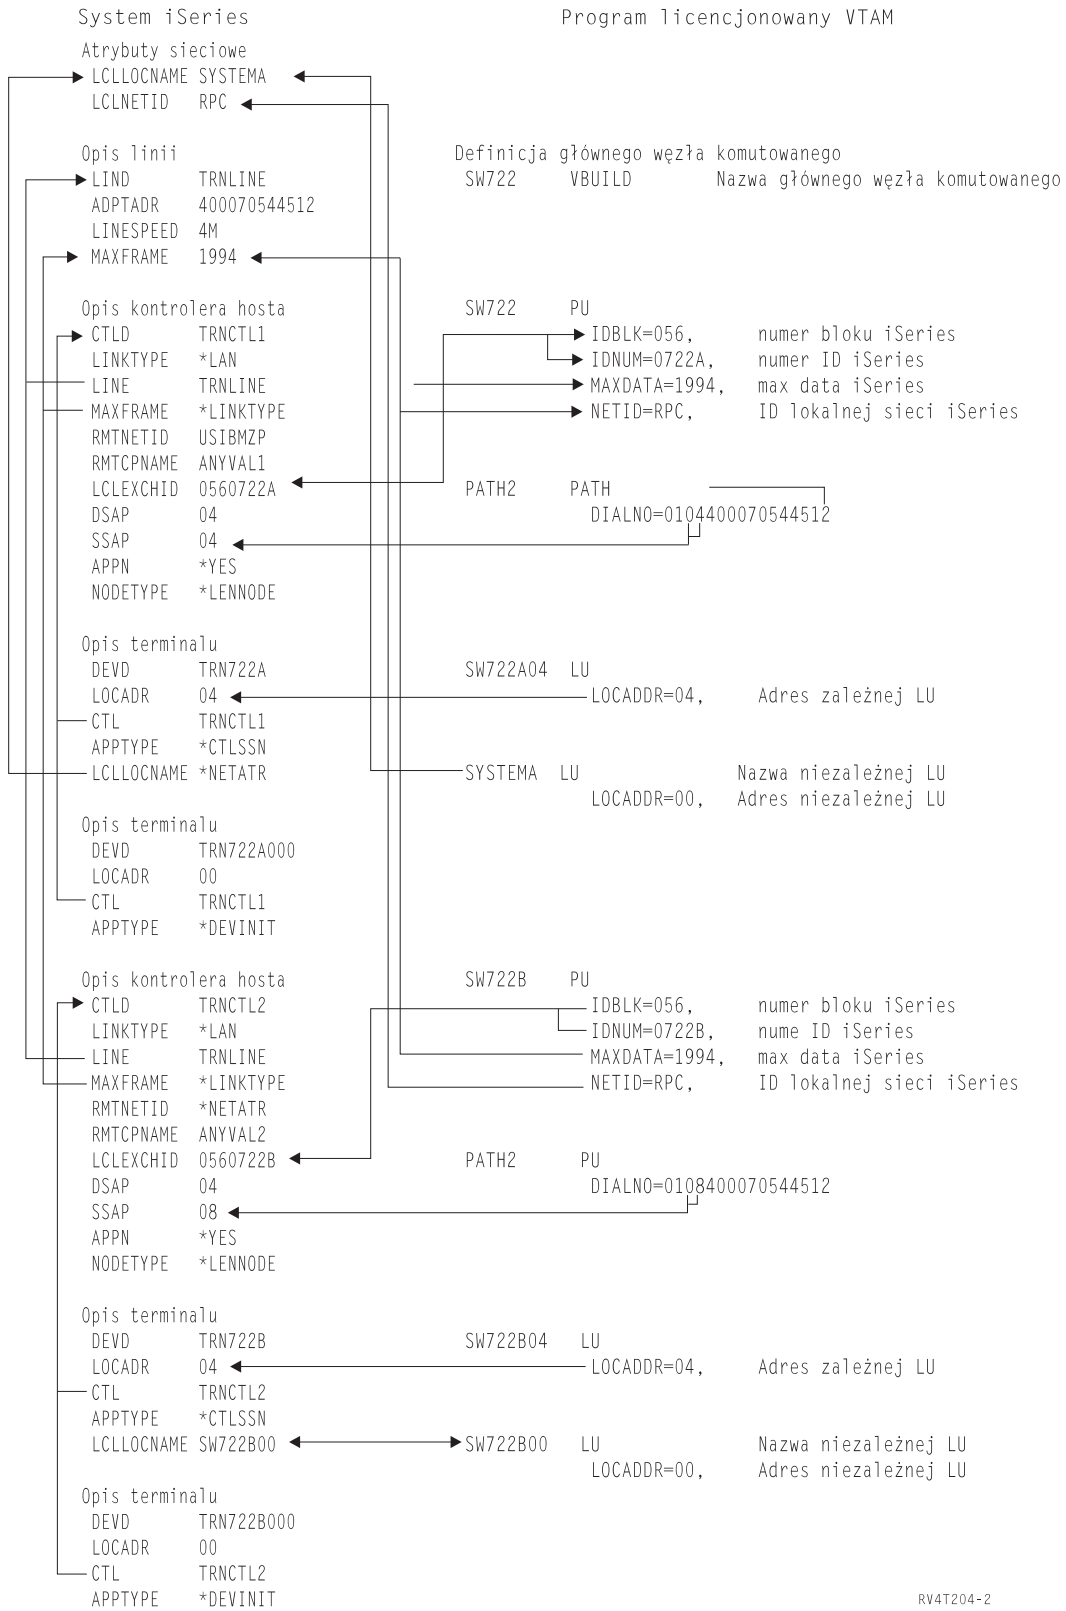 System iSeries Program licencjonowany VTAM
Atrybuty sieciowe
LCLLOCNAME SYSTEMA
LCLNETID RPC
Opis linii Definicja głównego węzła komutowanego
LIND TRNLINE SW722 VBUILD Nazwa głównego węzła komutowanego
ADPTADR 400070544512
LINESPEED 4M
MAXFRAME 1994
Opis kontrolera hosta SW722 PU
CTLD TRNCTL1 IDBLK=056, numer bloku iSeries
LINKTYPE *LAN IDNUM=0722A, numer ID iSeries
LINE TRNLINE MAXDATA=1994, max data iSeries
MAXFRAME *LINKTYPE NETID=RPC, ID lokalnej sieci iSeries
RMTNETID USIBMZP
RMTCPNAME ANYVAL1
LCLEXCHID 0560722A PATH2 PATH
DSAP 04 DIALNO=0104400070544512
SSAP 04
APPN *YES
NODETYPE *LENNODE
Opis terminalu
DEVD TRN722A SW722A04 LU
LOCADR 04 LOCADDR=04, Adres zależnej LU
CTL TRNCTL1
APPTYPE *CTLSSN
LCLLOCNAME *NETATR SYSTEMA LU Nazwa niezależnej LU
LOCADDR=00, Adres niezależnej LU
Opis terminalu
DEVD TRN722A000
LOCADR 00
CTL TRNCTL1
APPTYPE *DEVINIT
Opis kontrolera hosta SW722B PU
CTLD TRNCTL2 IDBLK=056, numer bloku iSeries
LINKTYPE *LAN IDNUM=0722B, nume ID iSeries
LINE TRNLINE MAXDATA=1994, max data iSeries
MAXFRAME *LINKTYPE NETID=RPC, ID lokalnej sieci iSeries
RMTNETID *NETATR
RMTCPNAME ANYVAL2
LCLEXCHID 0560722B PATH2 PU
DSAP 04 DIALNO=0108400070544512
SSAP 08
APPN *YES
NODETYPE *LENNODE
Opis terminalu
DEVD TRN722B SW722B04 LU
LOCADR 04 LOCADDR=04, Adres zależnej LU
CTL TRNCTL2
APPTYPE *CTLSSN
LCLLOCNAME SW722B00 SW722B00 LU Nazwa niezależnej LU
LOCADDR=00, Adres niezależnej LU
Opis terminalu
DEVD TRN722B000
LOCADR 00
CTL TRNCTL2
APPTYPE *DEVINIT RV4T204-2